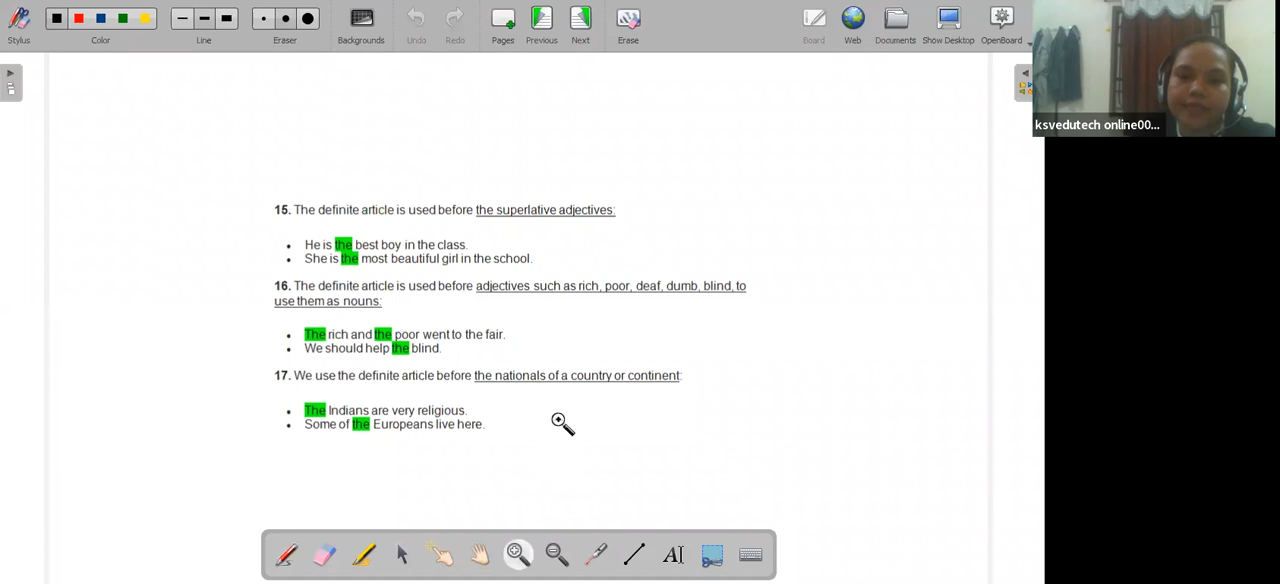 Stylus
Color
Line
Eraser
Backgrounds
Undo
Redo
Pages
Previous
Next
Erase
Board
Web
Documents
Show Desktop
OpenBoard
ksvedutech online00...
15. The definite article is used before the superlative adjectives:
• He is the best boy in the class.
• She is the most beautiful girl in the school.
16. The definite article is used before adjectives such as rich, poor, deaf, dumb, blind, to
use them as nouns:
• The rich and the poor went to the fair.
• We should help the blind.
17. We use the definite article before the nationals of a country or continent:
• The Indians are very religious.
• Some of the Europeans live here.
AI